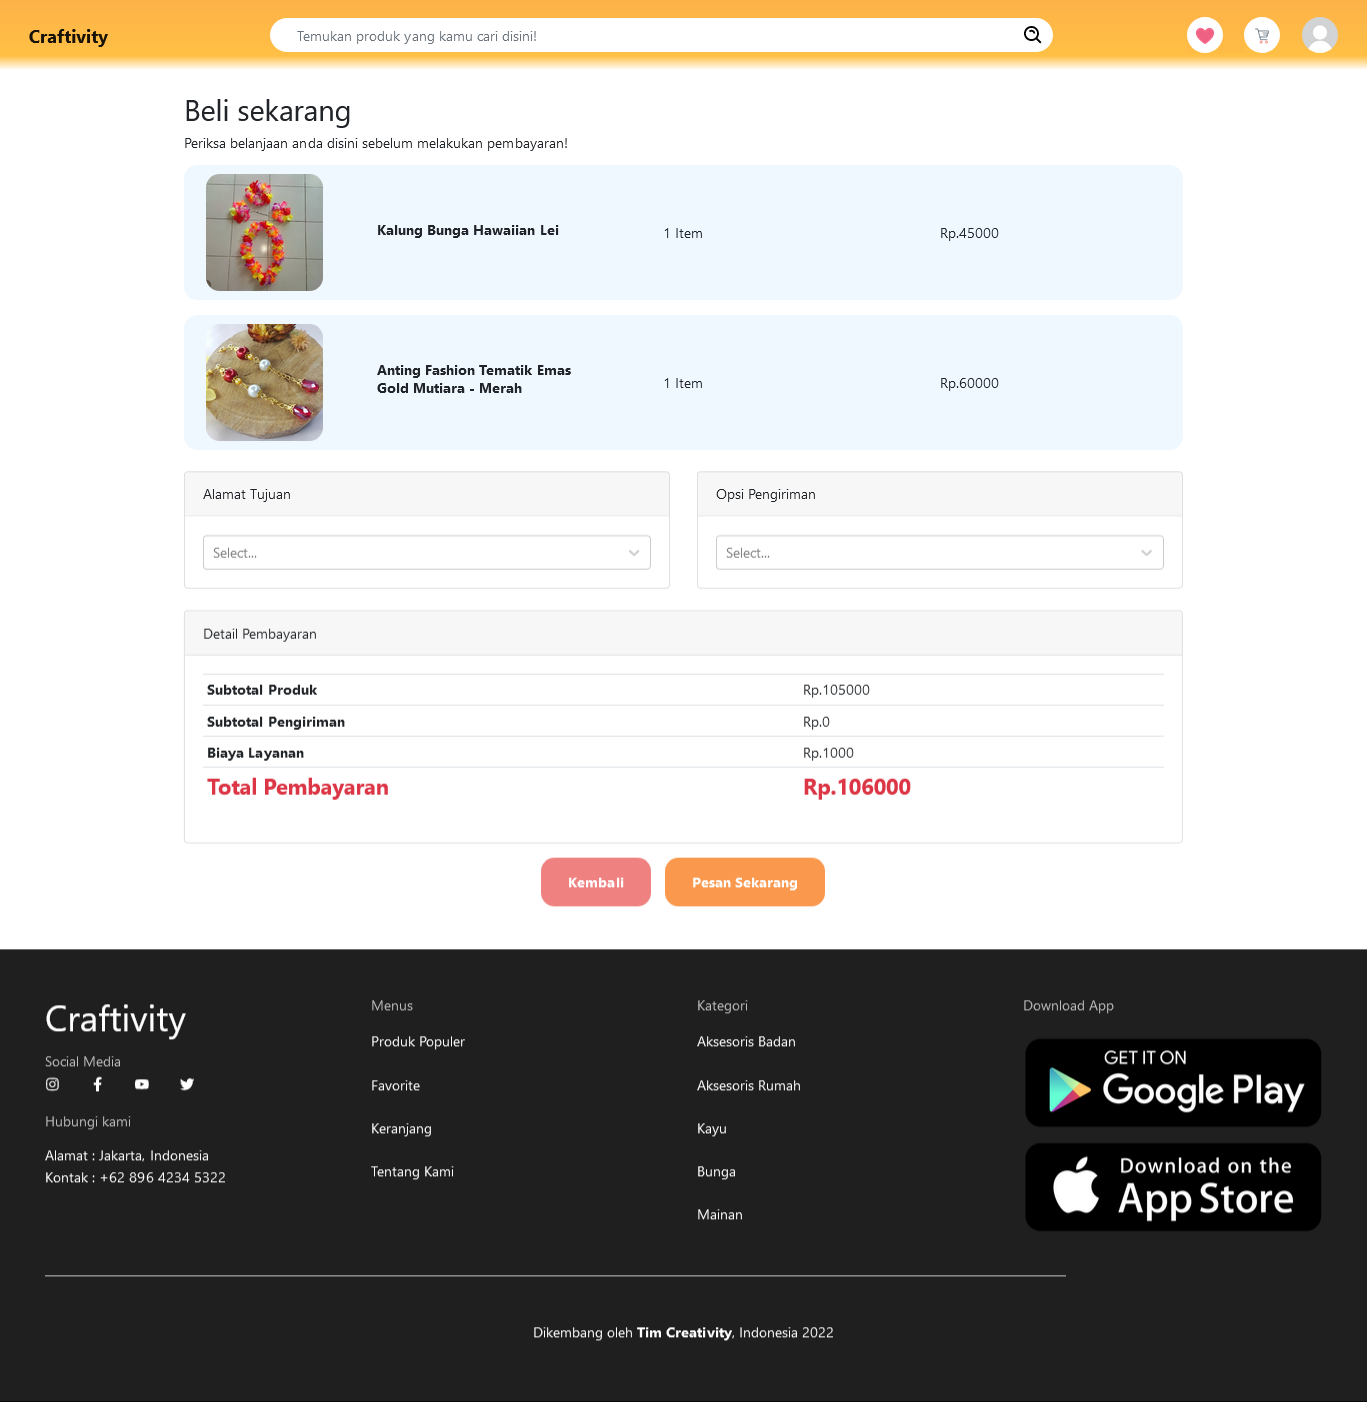 Craftivity
Temukan produk yang kamu cari disini!
Beli sekarang
Periksa belanjaan anda disini sebelum melakukan pembayaran!
Kalung Bunga Hawaiian Lei
1 Item
Rp.45000
Anting Fashion Tematik Emas
Gold Mutiara - Merah
1 Item
Rp.60000
Alamat Tujuan
Select...
Opsi Pengiriman
Select...
Detail Pembayaran
Subtotal Produk Rp.105000
Subtotal Pengiriman Rp.0
Biaya Layanan Rp.1000
Total Pembayaran Rp.106000
Kembali
Pesan Sekarang
Craftivity
Social Media
Hubungi kami
Alamat : Jakarta, Indonesia
Kontak : +62 896 4234 5322
Menus
Produk Populer
Favorite
Keranjang
Tentang Kami
Kategori
Aksesoris Badan
Aksesoris Rumah
Kayu
Bunga
Mainan
Download App
GET IT ON
Google Play
Download on the
App Store
Dikembang oleh Tim Creativity, Indonesia 2022